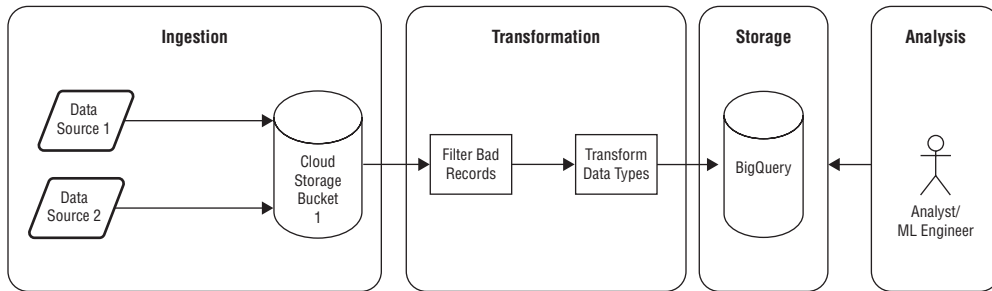 Ingestion
Data
Source 1
Data
Source 2
Cloud
Storage
Bucket
1
Transformation
Filter Bad
Records
Transform
Data Types
Storage
BigQuery
Analysis
Analyst/
ML Engineer